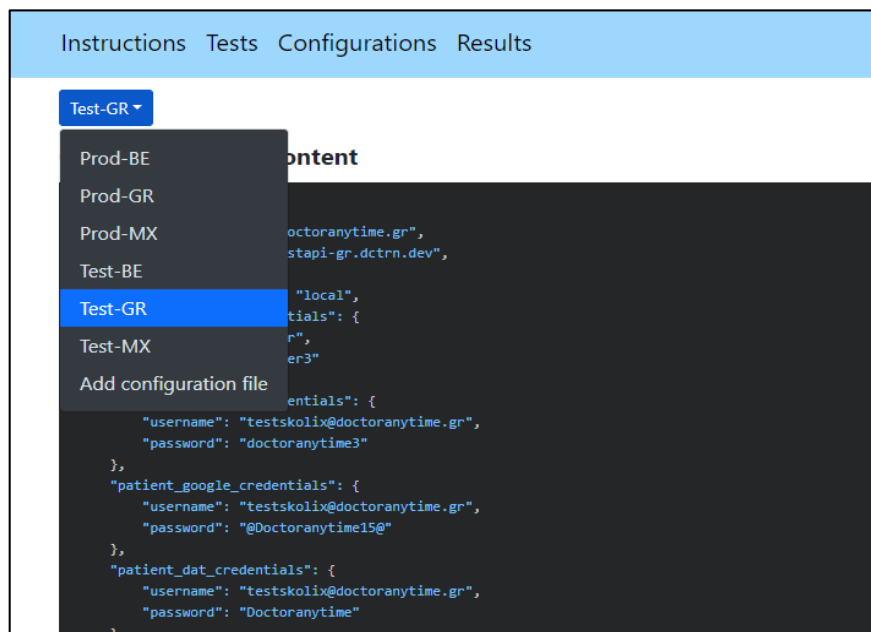 Instructions Tests Configurations Results
Test-GR
Prod-BE
Prod-GR
Prod-MX
Test-BE
Test-GR
Test-MX
Add configuration file
ontent
octoranytime.gr",
stapi-gr.dctrn.dev",
"local",
tials": {
r",
er3"
entials": {
"username": "testskolix@doctoranytime.gr",
"password": "doctoranytime3"
},
"patient_google_credentials": {
"username": "testskolix@doctoranytime.gr",
"password": "@Doctoranytime15@"
},
"patient_dat_credentials": {
"username": "testskolix@doctoranytime.gr",
"password": "Doctoranytime"